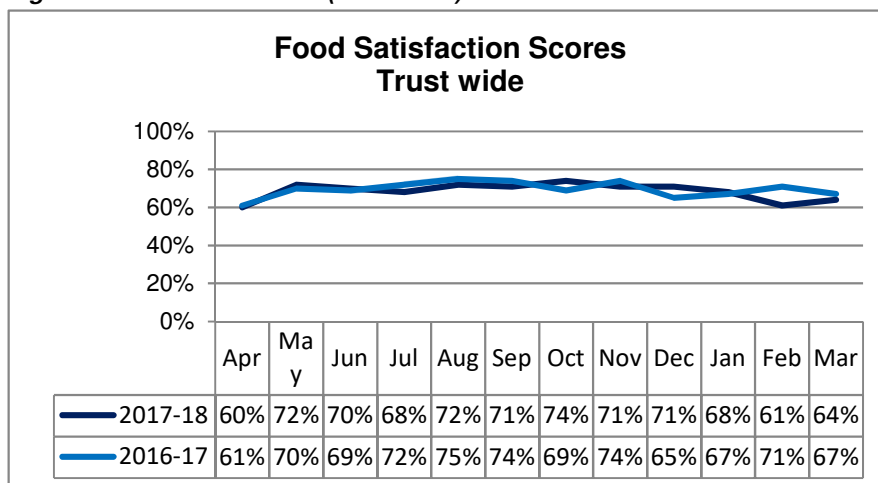 Food Satisfaction Scores
Trust wide
100%
80%
60%
40%
20%
0%
Apr May Jun Jul Aug Sep Oct Nov Dec Jan Feb Mar
2017-18 60% 72% 70% 68% 72% 71% 74% 71% 71% 68% 61% 64%
2016-17 61% 70% 69% 72% 75% 74% 69% 74% 65% 67% 71% 67%